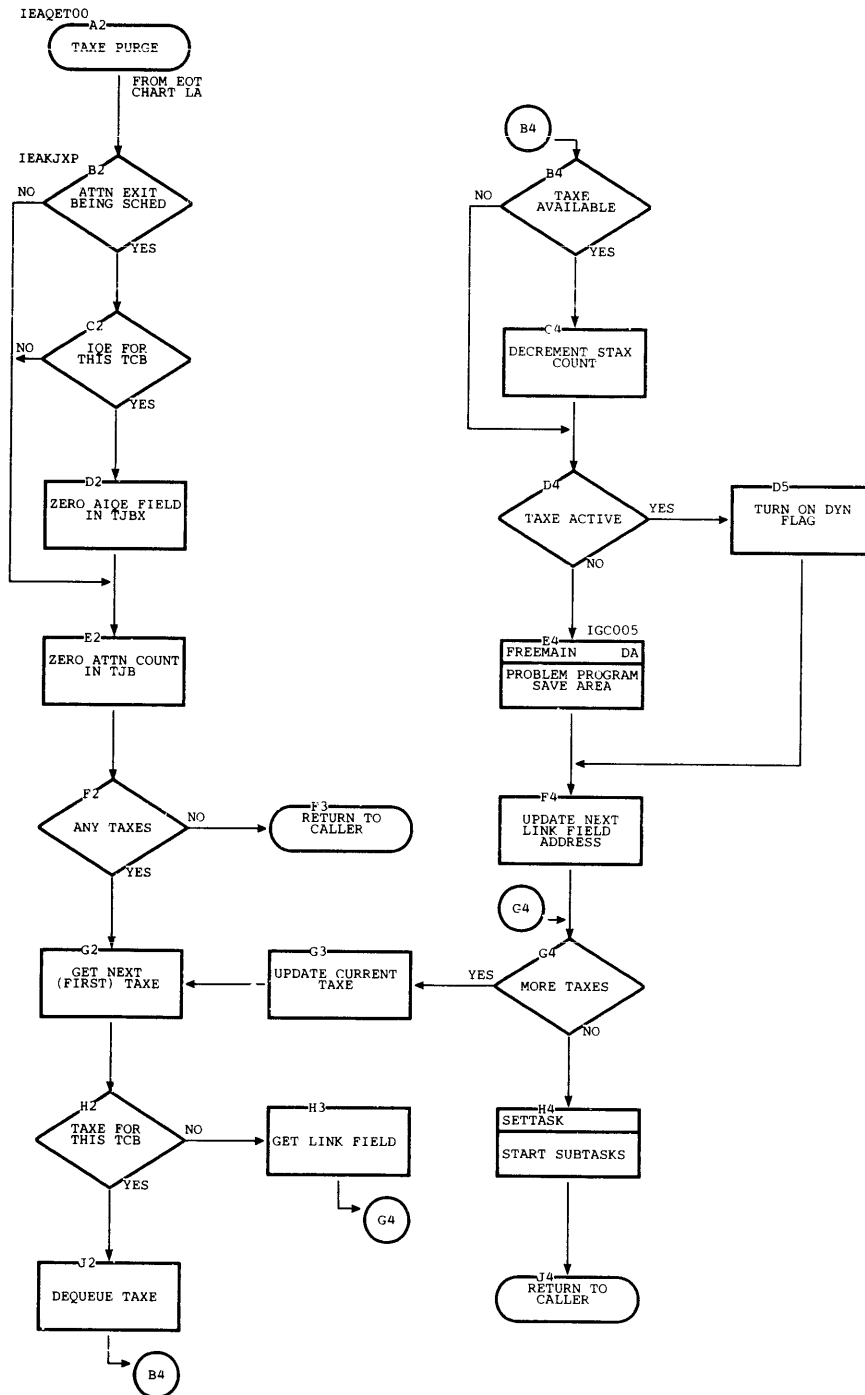 IEAQET00
A2
TAXE PURGE
FROM EOT
CHART LA
IEAKJXP
B2
ATTN EXIT
BEING SCHED
NO
YES
C2
IQE FOR
THIS TCB
NO
YES
D2
ZERO AIQE FIELD
IN TJBX
E2
ZERO ATTN COUNT
IN TJB
F2
ANY TAXES
NO
YES
F3
RETURN TO
CALLER
G2
GET NEXT
(FIRST) TAXE
G3
UPDATE CURRENT
TAXE
H2
TAXE FOR
THIS TCB
NO
YES
H3
GET LINK FIELD
G4
J2
DEQUEUE TAXE
B4
B4
B4
TAXE
AVAILABLE
NO
YES
C4
DECREMENT STAX
COUNT
D4
TAXE ACTIVE
YES
NO
D5
TURN ON DYN
FLAG
IGC005
E4
FREEMAIN DA
PROBLEM PROGRAM
SAVE AREA
F4
UPDATE NEXT
LINK FIELD
ADDRESS
G4
G4
MORE TAXES
YES
NO
H4
SETTASK
START SUBTASKS
J4
RETURN TO
CALLER